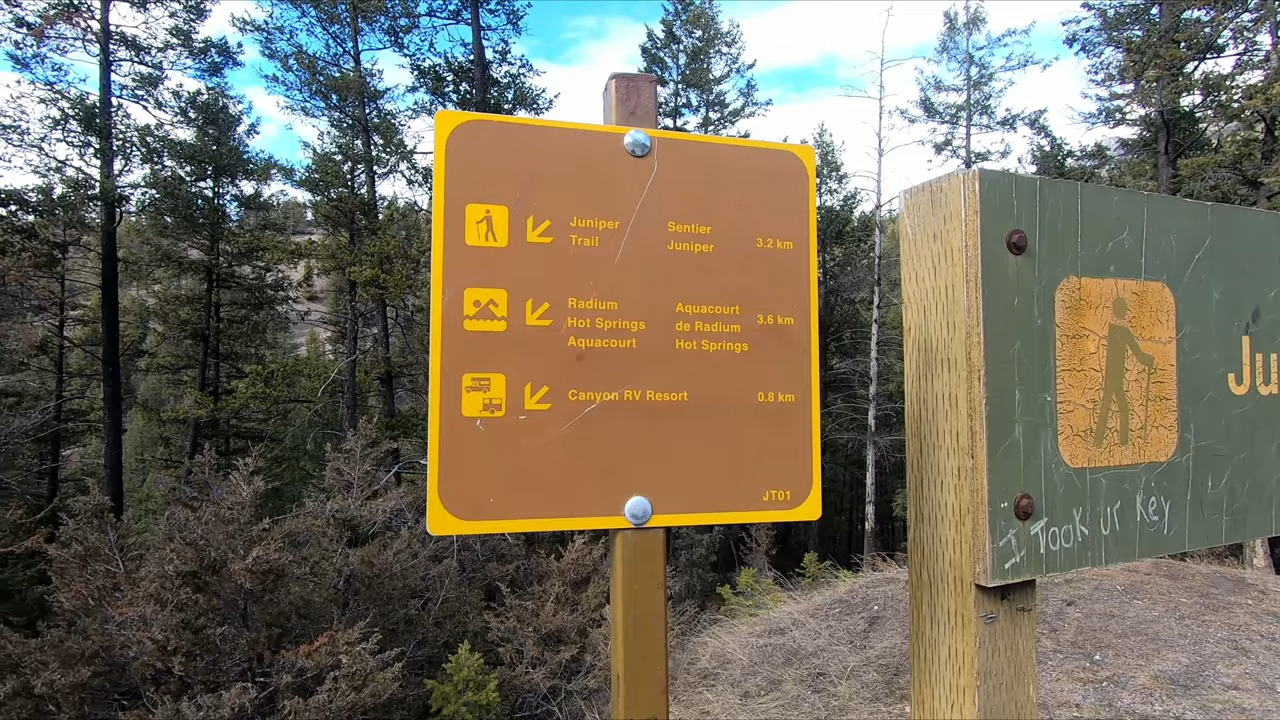 Juniper
Trail
Sentier
Juniper
3.2 km
Radium
Hot Springs
Aquacourt
Aquacourt
de Radium
Hot Springs
3.6 km
Canyon RV Resort
0.8 km
JT01
Ju
I Took ur key